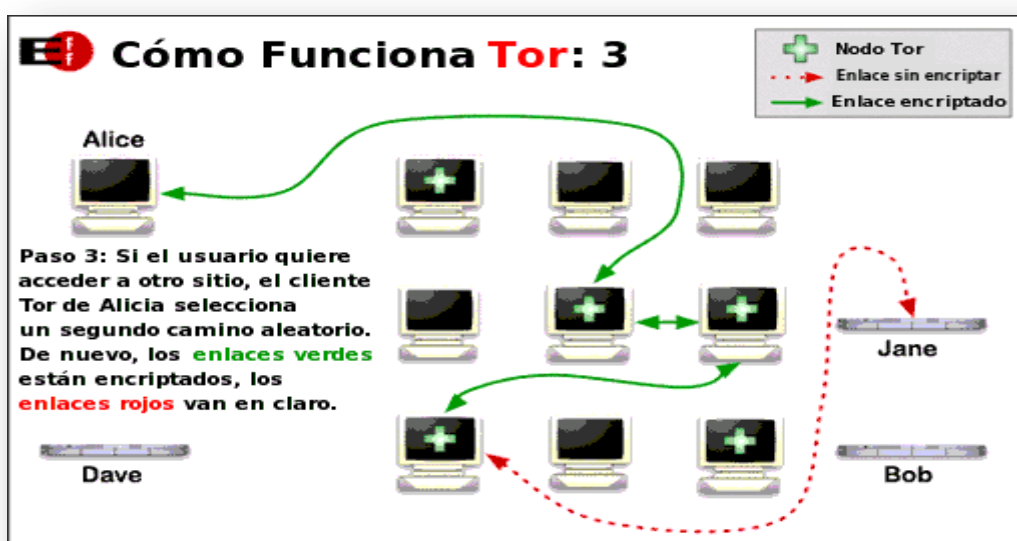 EFF Cómo Funciona Tor: 3
Nodo Tor
Enlace sin encriptar
Enlace encriptado
Alice
Paso 3: Si el usuario quiere
acceder a otro sitio, el cliente
Tor de Alicia selecciona
un segundo camino aleatorio.
De nuevo, los enlaces verdes
están encriptados, los
enlaces rojos van en claro.
Jane
Dave
Bob